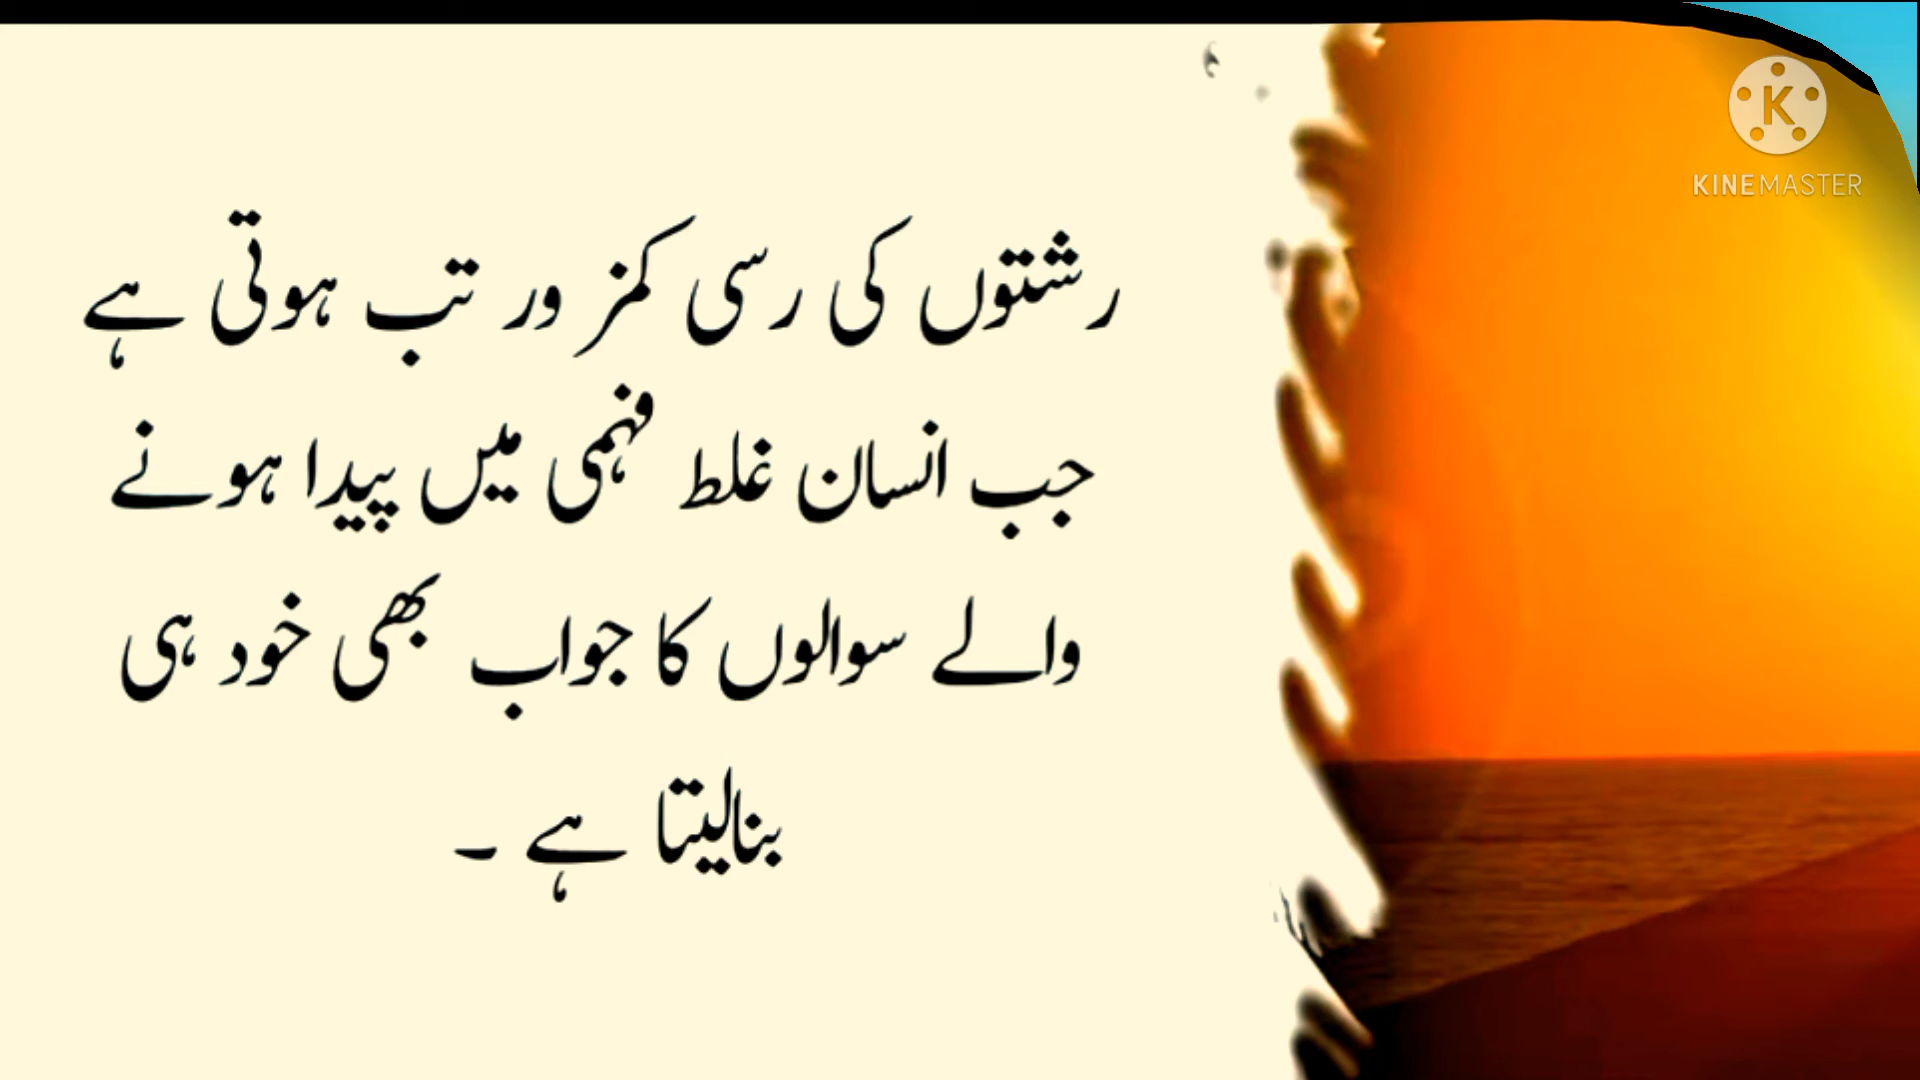 رشتوں کی رسی کمزور تب ہوتی ہے
جب انسان غلط فہمی میں پیدا ہونے
والے سوالوں کا جواب بھی خود ہی
بنالیتا ہے ۔
K
KINEMASTER